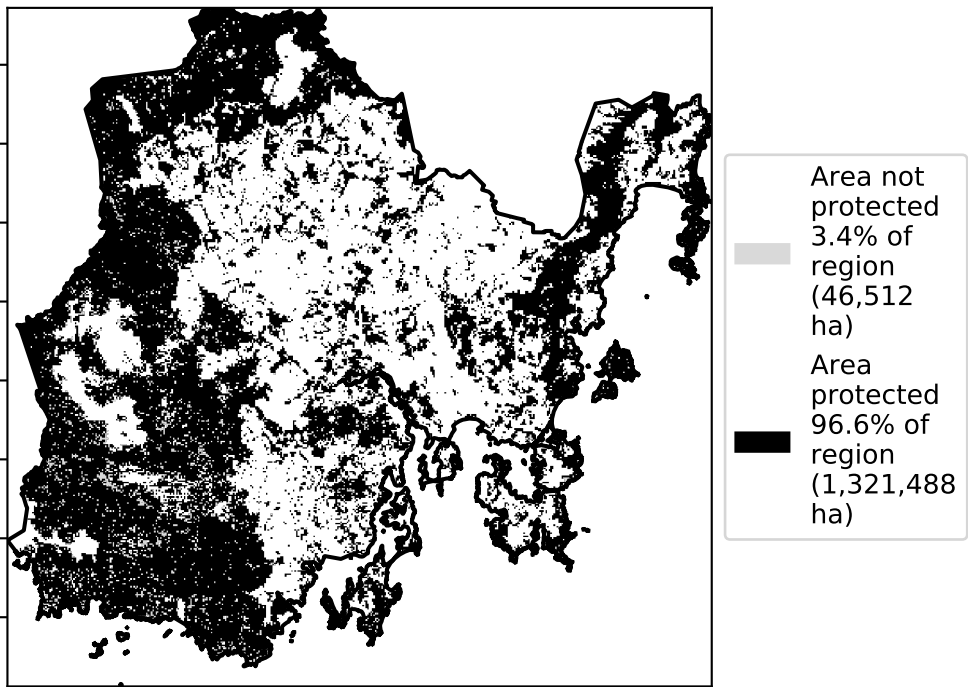 Area not
protected
3.4% of
region
(46,512
ha)
Area
protected
96.6% of
region
(1,321,488
ha)